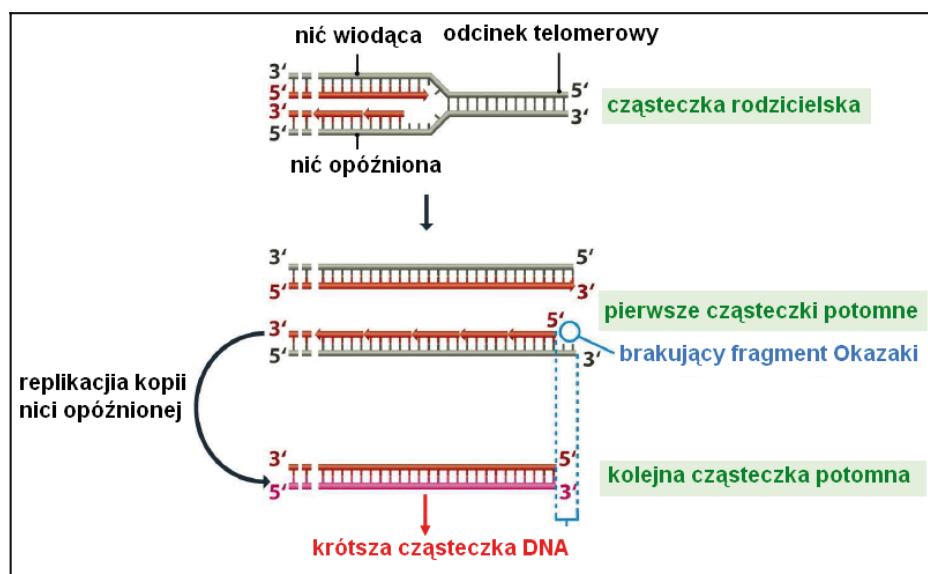 nić wiodąca
odcinek telomerowy
3‘
5‘
5‘
3‘
3‘
5‘
cząsteczka rodzicielska
nić opóźniona
3‘
5‘
5‘
3‘
pierwsze cząsteczki potomne
3‘
5‘
5‘
3‘
brakujący fragment Okazaki
replikacjia kopii
nici opóźnionej
3‘
5‘
5‘
3‘
kolejna cząsteczka potomna
krótsza cząsteczka DNA